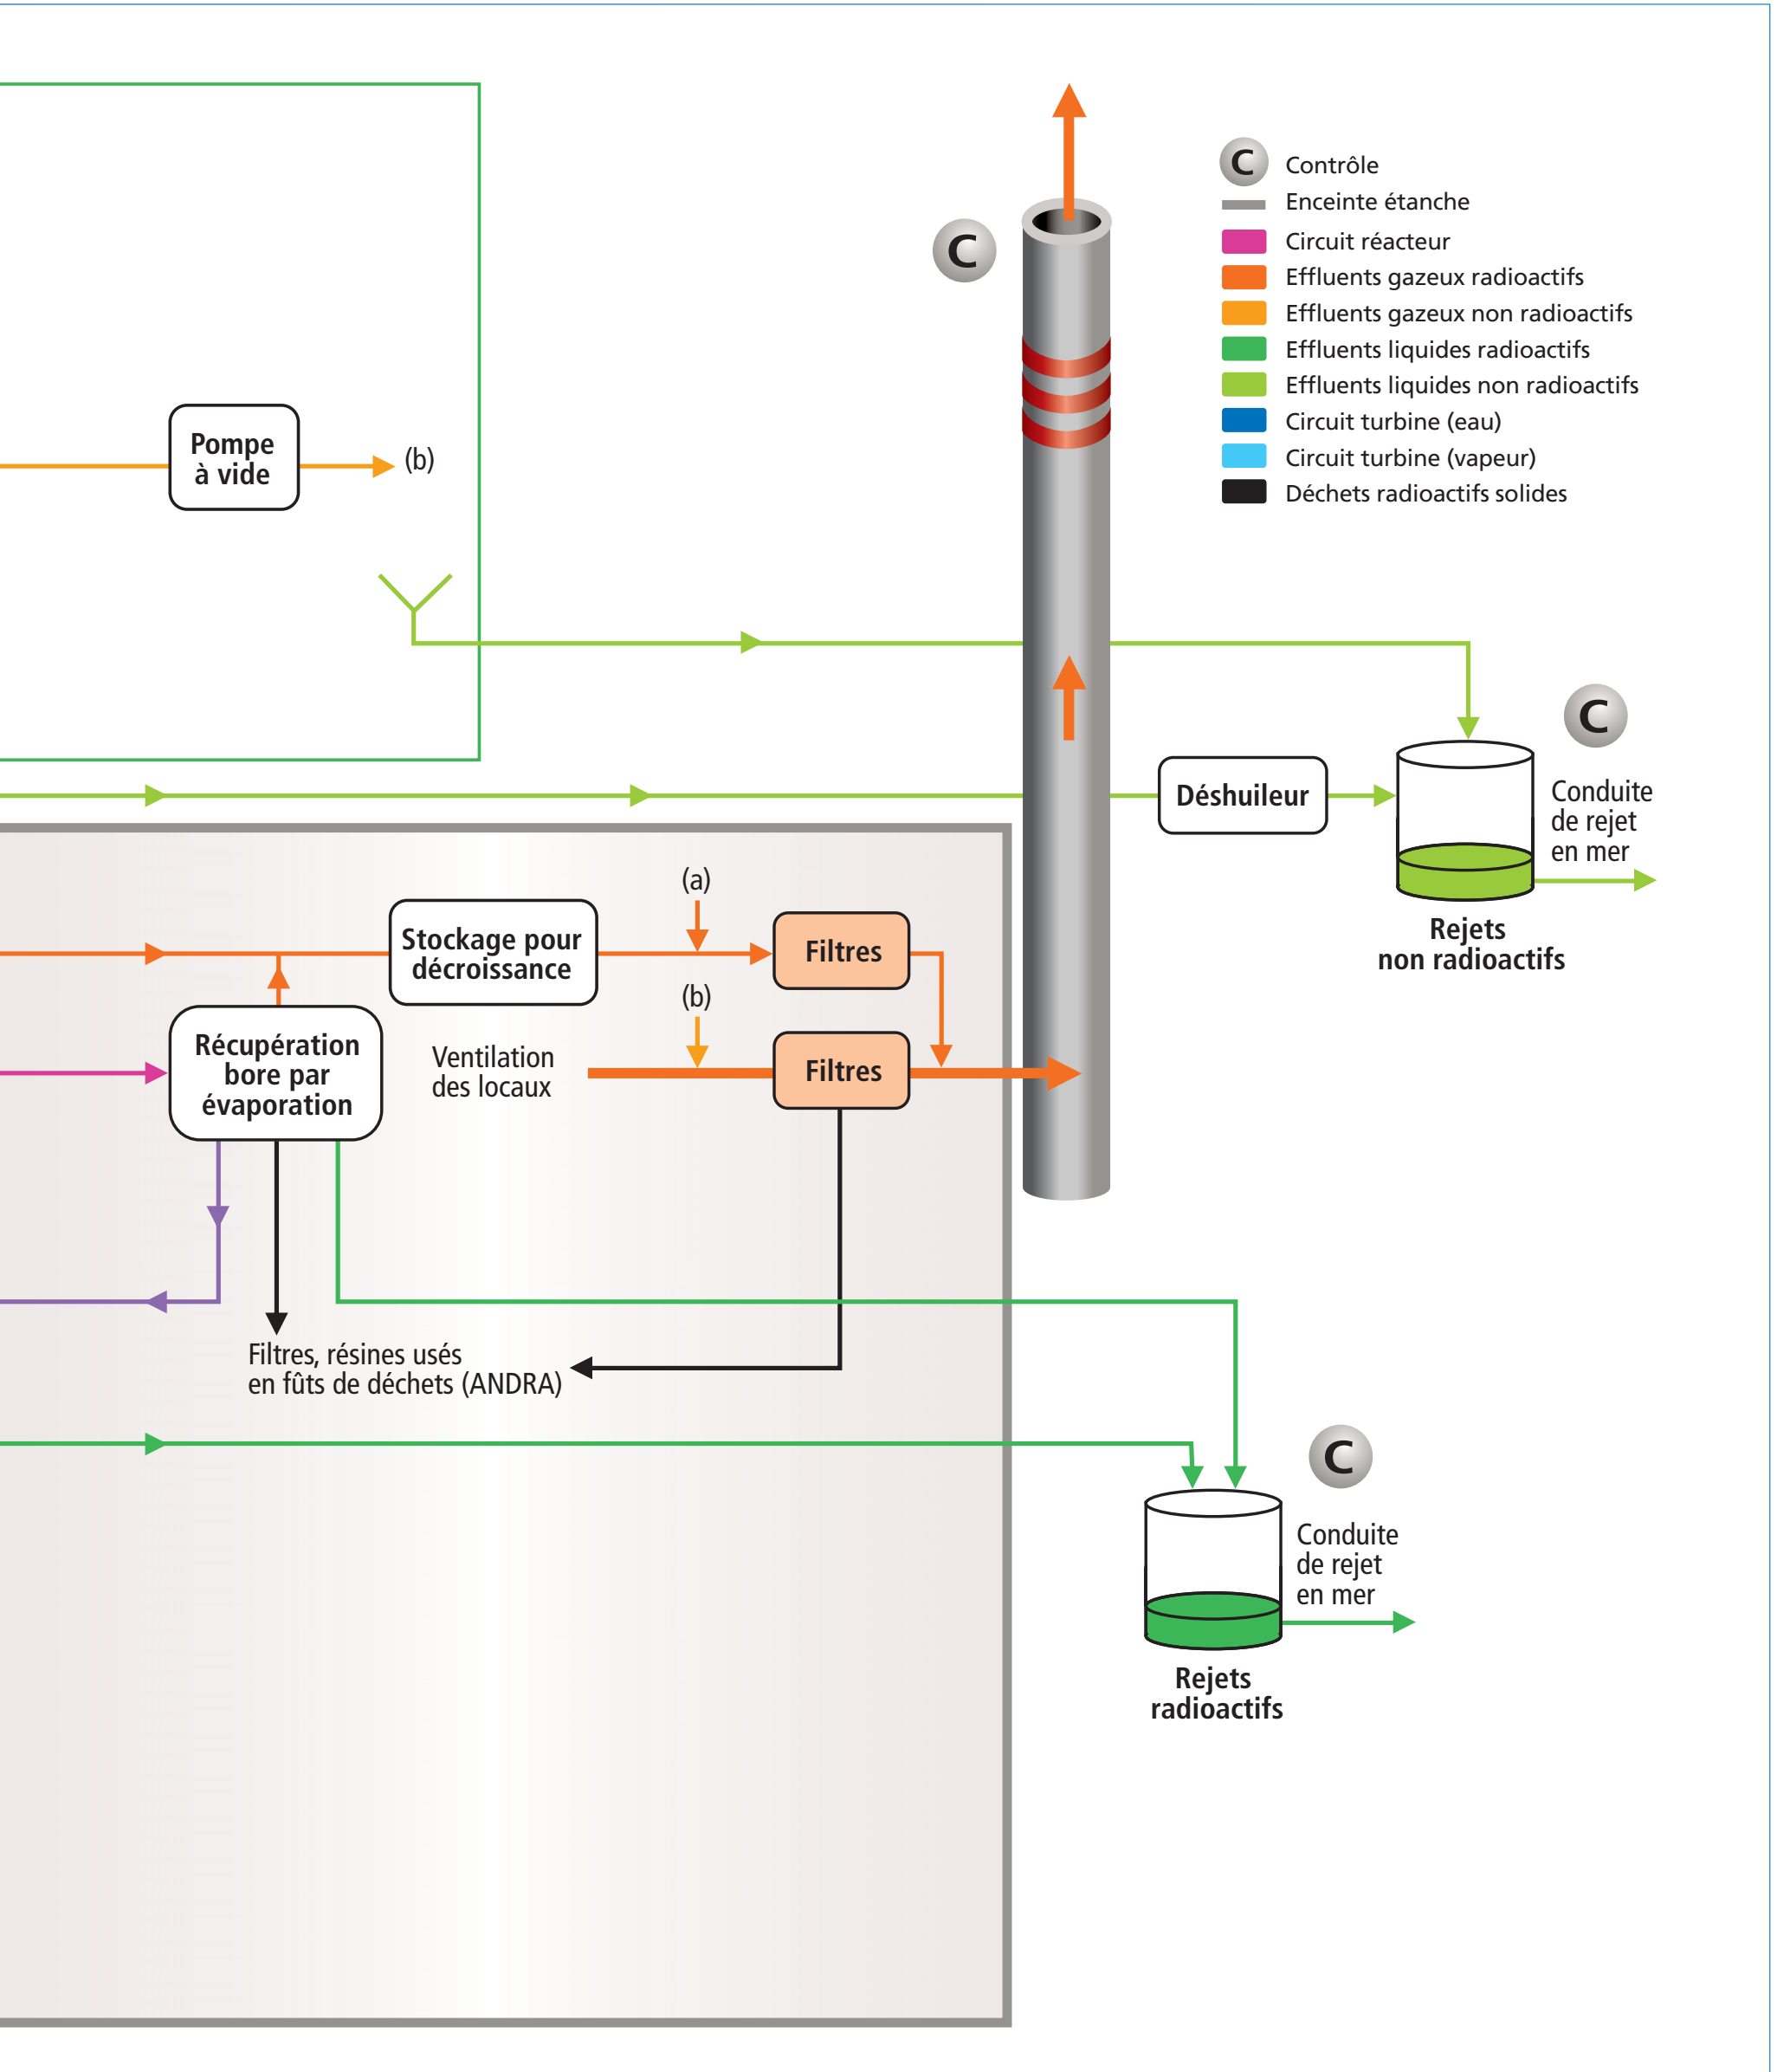 C Contrôle
Enceinte étanche
Circuit réacteur
Effluents gazeux radioactifs
Effluents gazeux non radioactifs
Effluents liquides radioactifs
Effluents liquides non radioactifs
Circuit turbine (eau)
Circuit turbine (vapeur)
Déchets radioactifs solides
C
Pompe
à vide
(b)
C
Déshuileur
Conduite
de rejet
en mer
Rejets
non radioactifs
(a)
Stockage pour
décroissance
Filtres
(b)
Récupération
bore par
évaporation
Ventilation
des locaux
Filtres
Filtres, résines usés
en fûts de déchets (ANDRA)
C
Conduite
de rejet
en mer
Rejets
radioactifs